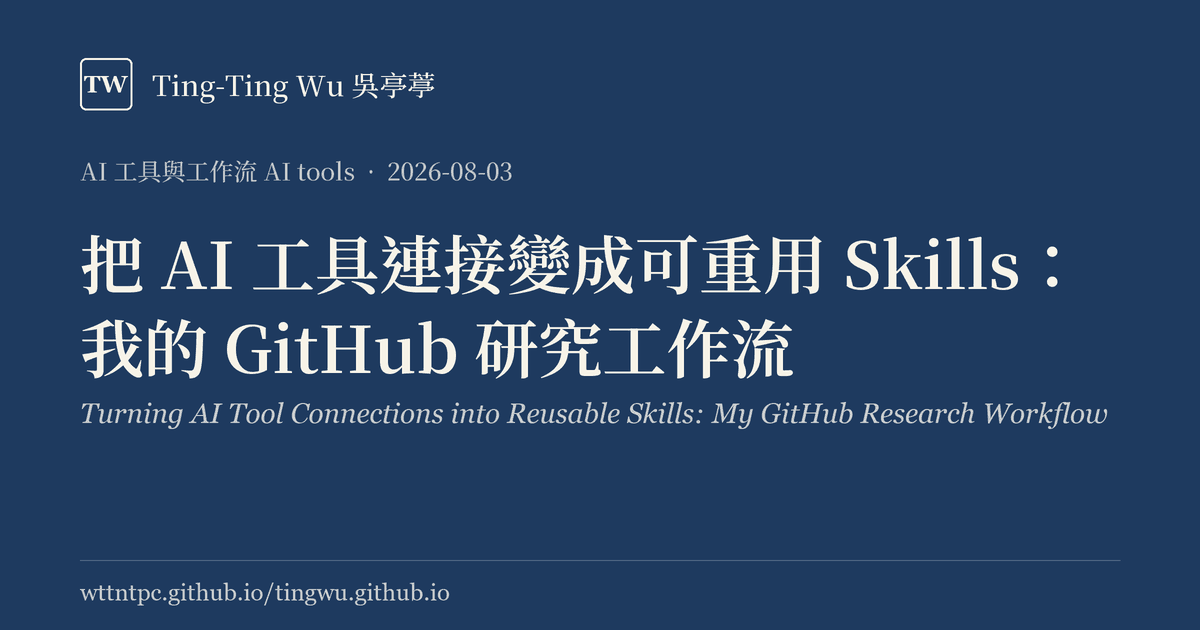 TW
Ting-Ting Wu 吳亭葶
AI 工具與工作流 AI tools · 2026-08-03
把 AI 工具連接變成可重用 Skills：
我的 GitHub 研究工作流
Turning AI Tool Connections into Reusable Skills: My GitHub Research Workflow
wttntpc.github.io/tingwu.github.io